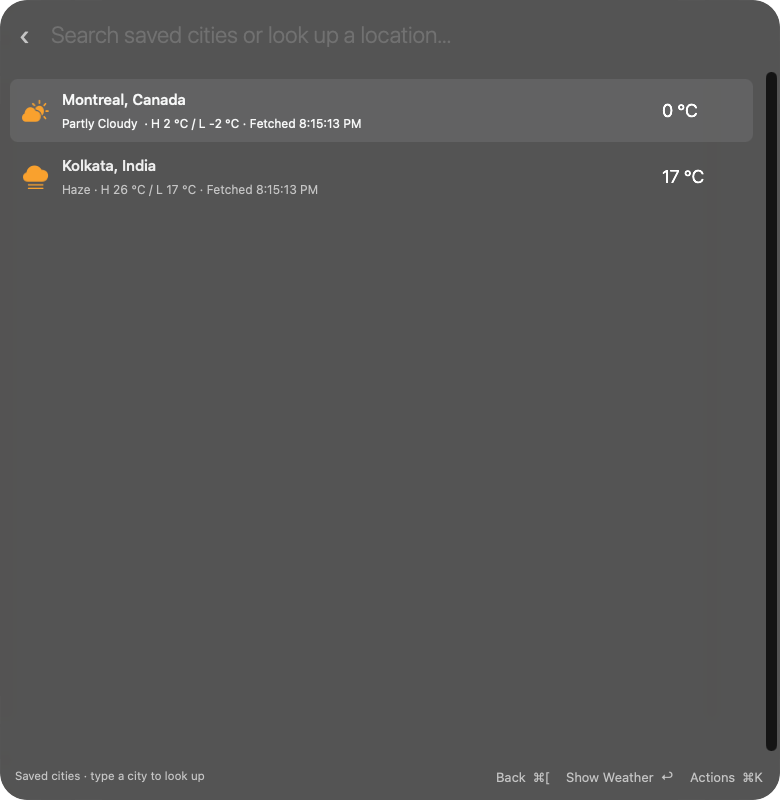 Search saved cities or look up a location...
Montreal, Canada
Partly Cloudy · H 2 °C / L -2 °C · Fetched 8:15:13 PM
0 °C
Kolkata, India
Haze · H 26 °C / L 17 °C · Fetched 8:15:13 PM
17 °C
Saved cities · type a city to look up
Back ⌘[ Show Weather ↩ Actions ⌘K